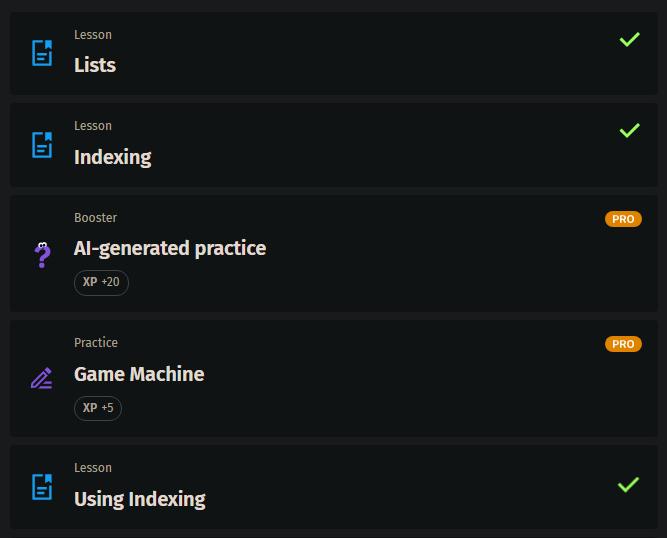 Lesson
Lists
Lesson
Indexing
Booster
PRO
AI-generated practice
XP +20
Practice
PRO
Game Machine
XP +5
Lesson
Using Indexing